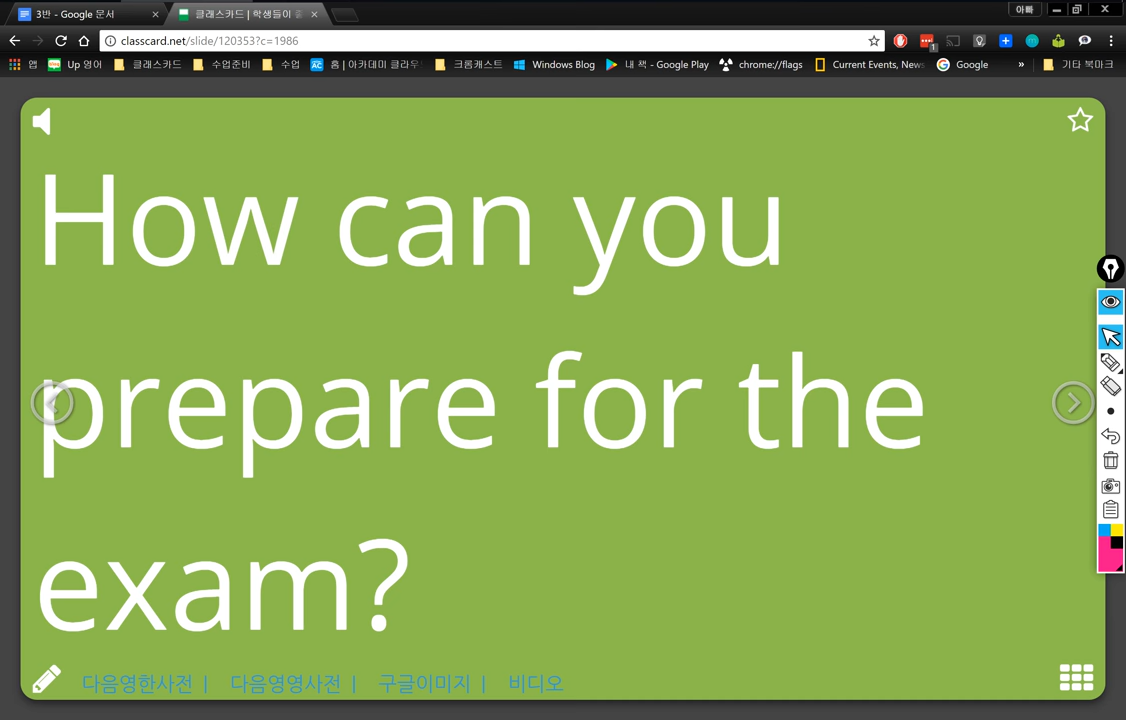 3반 - Google 문서
클래스카드 | 학생들이
아빠
classcard.net/slide/120353?c=1986
1
앱 Up 영어 클래스카드 수업준비 수업 홈 | 아카데미 클라우 크롬캐스트 Windows Blog 내 책 - Google Play chrome://flags Current Events, News Google » 기타 북마크
How can you
prepare for the
exam?
다음영한사전 | 다음영영사전 | 구글이미지 | 비디오